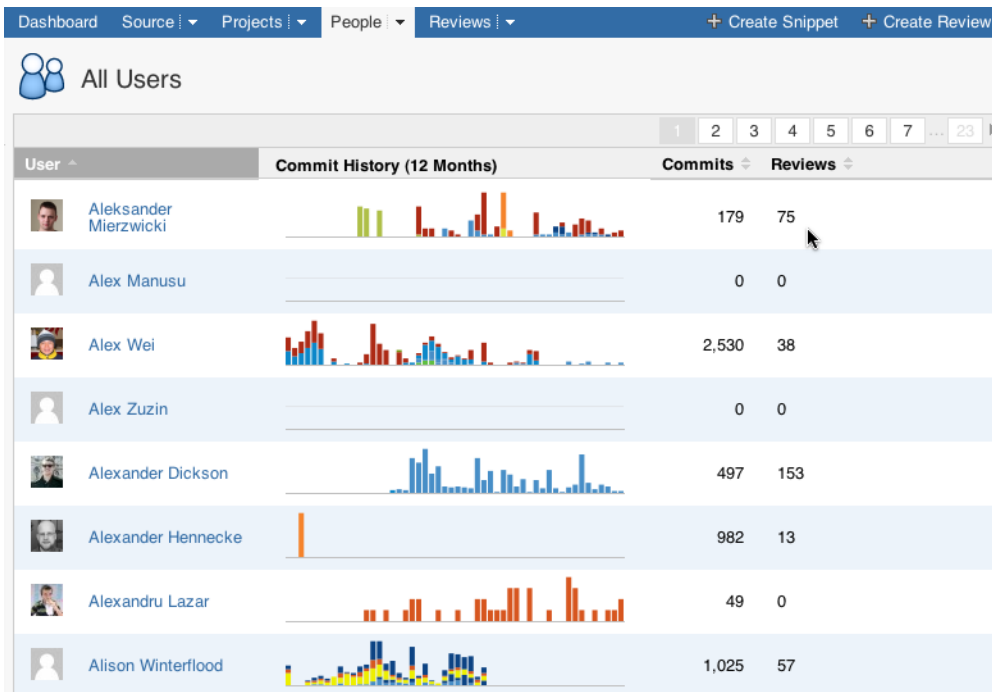 Dashboard Source Projects People Reviews + Create Snippet + Create Review
All Users
1 2 3 4 5 6 7 ... 23
User Commit History (12 Months) Commits Reviews
Aleksander
Mierzwicki 179 75
Alex Manusu 0 0
Alex Wei 2,530 38
Alex Zuzin 0 0
Alexander Dickson 497 153
Alexander Hennecke 982 13
Alexandru Lazar 49 0
Alison Winterflood 1,025 57